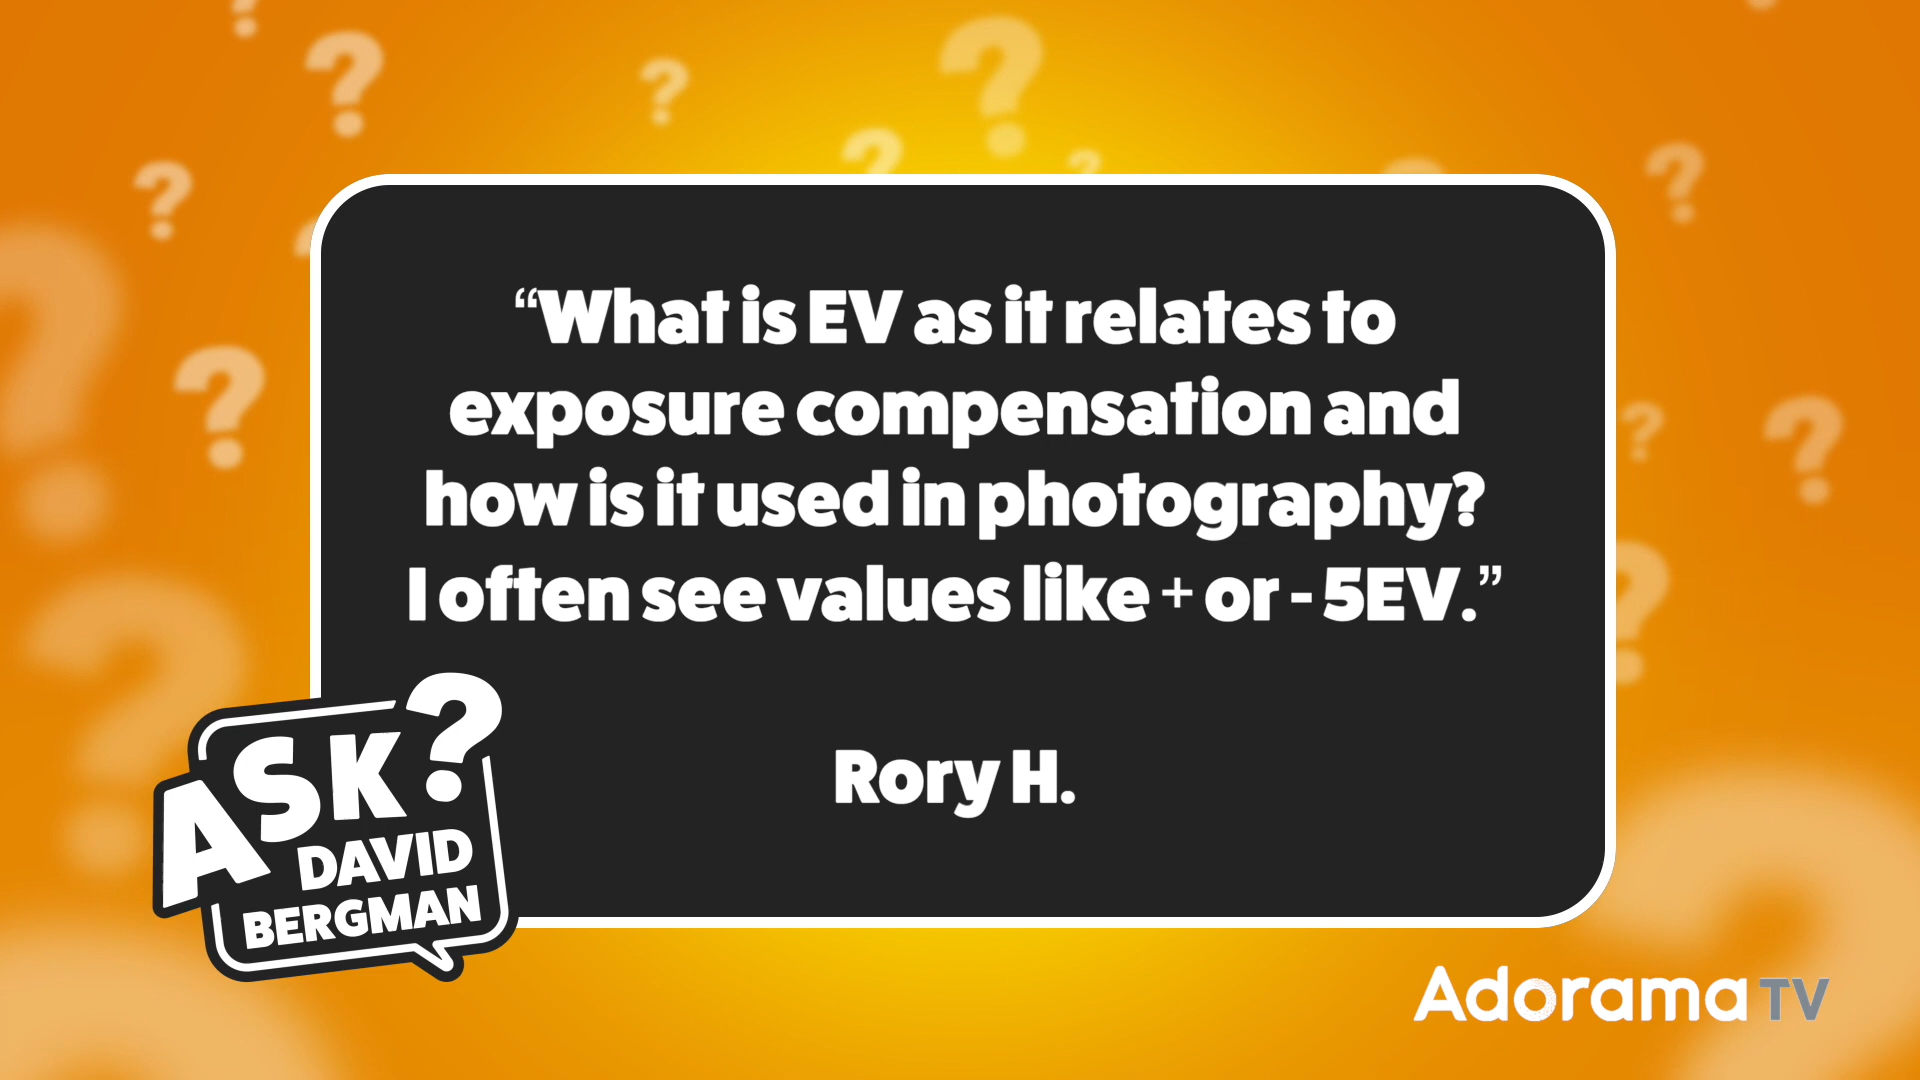 “What is EV as it relates to
exposure compensation and
how is it used in photography?
I often see values like + or - 5EV.”
Rory H.
ASK?
DAVID
BERGMAN
Adorama TV